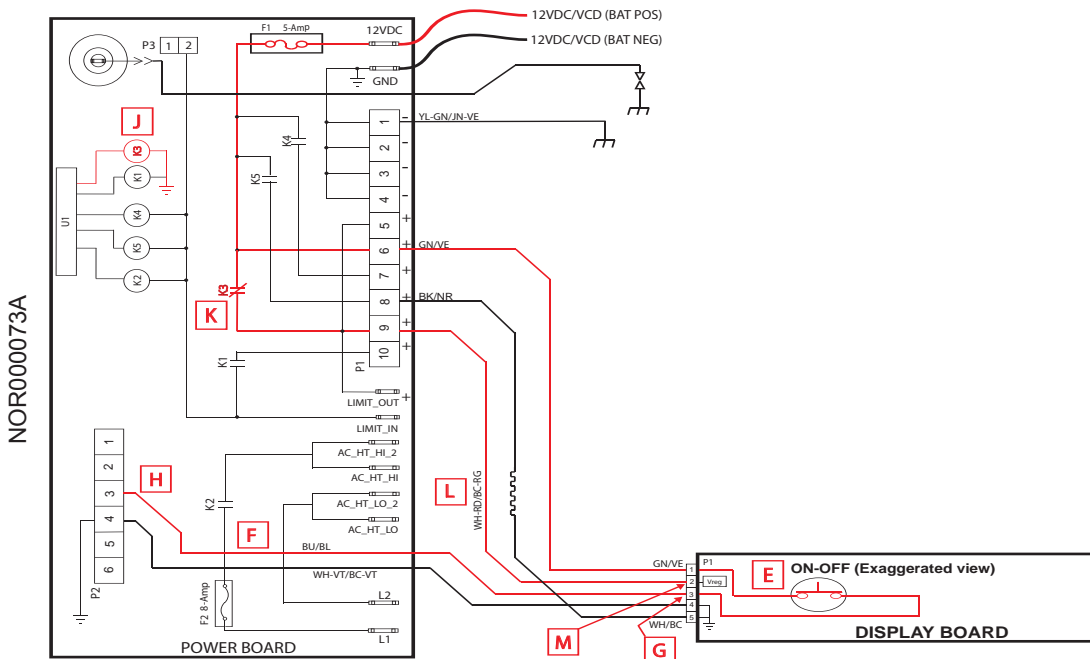 F1 5-Amp
12VDC
12VDC/VCD (BAT POS)
12VDC/VCD (BAT NEG)
GND
P3 1 2
J
K3
K1
K4
K5
K2
U1
K4
K5
K3
K
K1
1 -
2 -
3 -
4 -
5 +
6 +
7 +
8 +
9 +
10 +
P1
YL-GN/JN-VE
GN/VE
BK/NR
LIMIT_OUT +
LIMIT_IN
AC_HT_HI_2
AC_HT_HI
AC_HT_LO_2
AC_HT_LO
K2
F2 8-Amp
L2
L1
NOR000073A
1
2
3
4
5
6
P2
H
F
BU/BL
WH-VT/BC-VT
L
WH-RD/BC-RG
POWER BOARD
GN/VE
P1
1
2 Vreg
3
4
5
WH/BC
M
G
E
ON-OFF (Exaggerated view)
DISPLAY BOARD